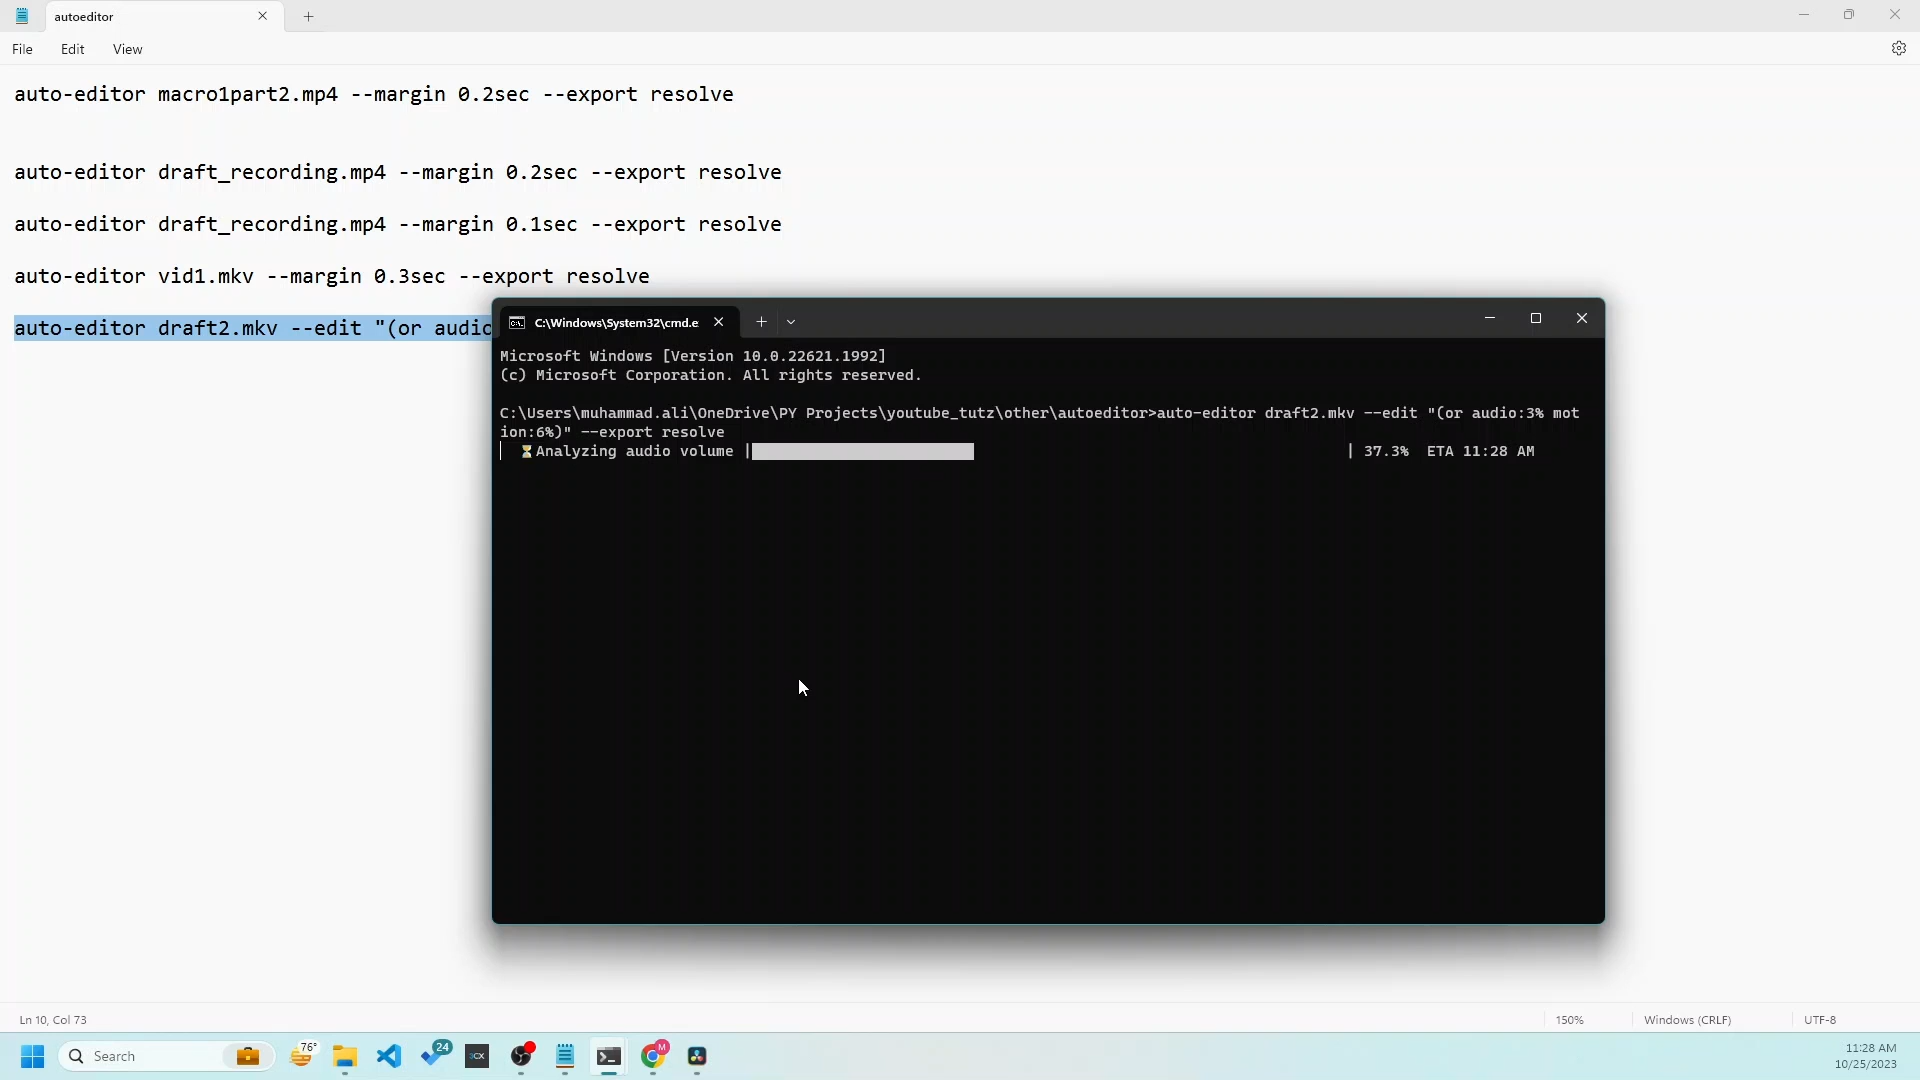 autoeditor
File Edit View
auto-editor macro1part2.mp4 --margin 0.2sec --export resolve
auto-editor draft_recording.mp4 --margin 0.2sec --export resolve
auto-editor draft_recording.mp4 --margin 0.1sec --export resolve
auto-editor vid1.mkv --margin 0.3sec --export resolve
auto-editor draft2.mkv --edit "(or audio
C:\Windows\System32\cmd.e
Microsoft Windows [Version 10.0.22621.1992]
(c) Microsoft Corporation. All rights reserved.
C:\Users\muhammad.ali\OneDrive\PY Projects\youtube_tutz\other\autoeditor>auto-editor draft2.mkv --edit "(or audio:3% mot
ion:6%)" --export resolve
⏳Analyzing audio volume | | 37.3% ETA 11:28 AM
Ln 10, Col 73 150% Windows (CRLF) UTF-8
Search 76° 24 3CX M 11:28 AM
10/25/2023